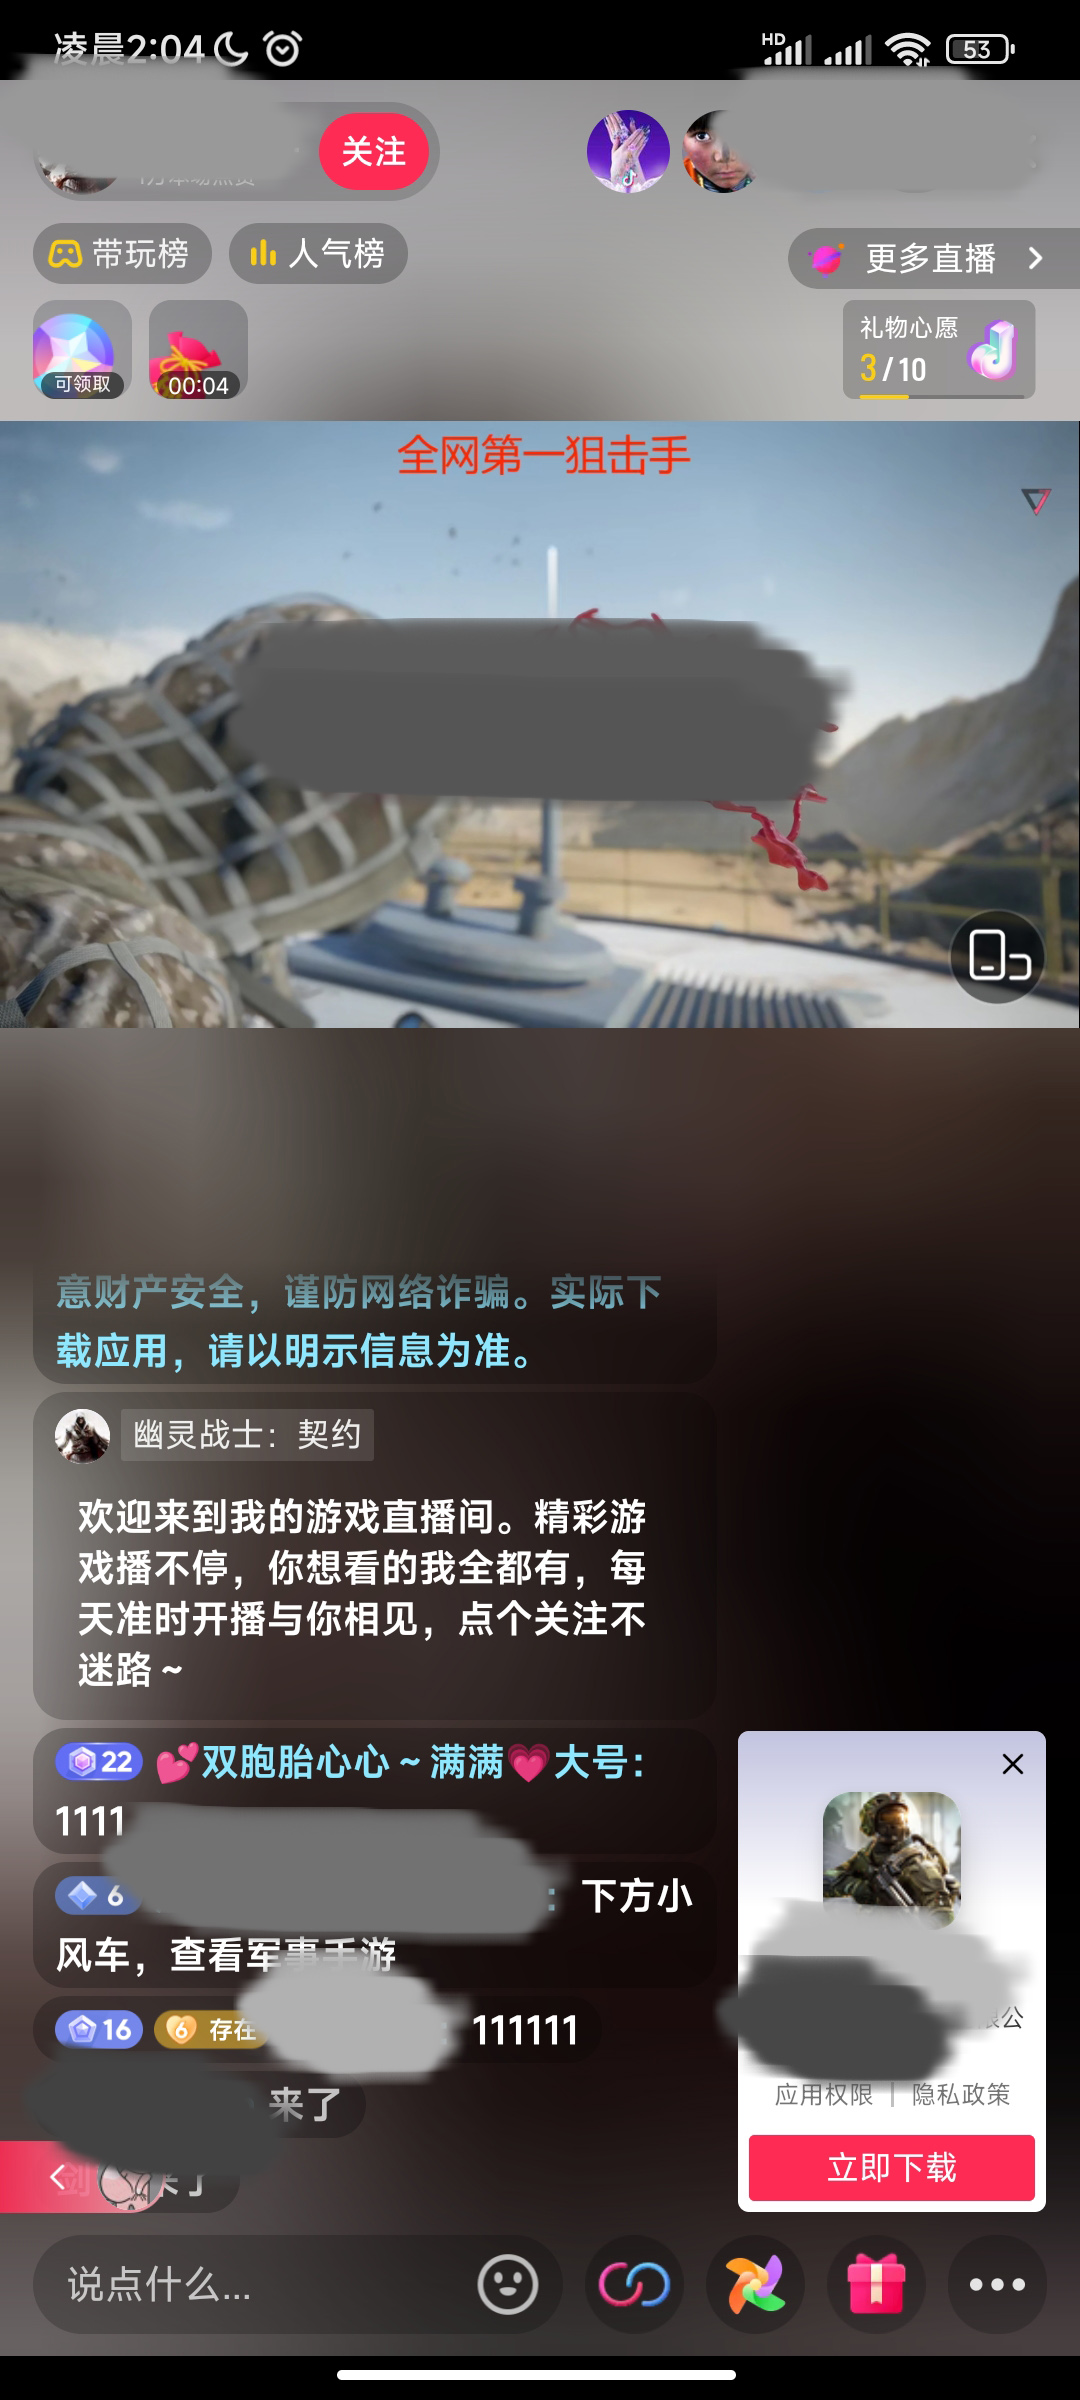 凌晨2:04
HD
53
关注
带玩榜
人气榜
更多直播
可领取
00:04
礼物心愿
3/10
全网第一狙击手
意财产安全，谨防网络诈骗。实际下
载应用，请以明示信息为准。
幽灵战士：契约
欢迎来到我的游戏直播间。精彩游
戏播不停，你想看的我全都有，每
天准时开播与你相见，点个关注不
迷路～
22 💕双胞胎心心～满满💗大号：
1111
6 ：下方小
风车，查看军事手游
16 6 存在 ：111111
来了
剑 来了
限公
应用权限 | 隐私政策
立即下载
说点什么...